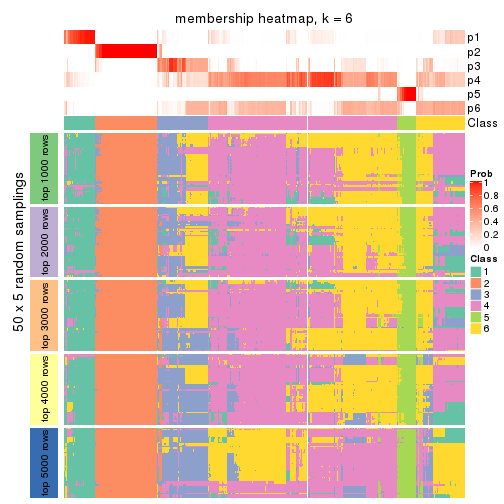 membership heatmap, k = 6
p1
p2
p3
p4
p5
p6
Class
50 x 5 random samplings
top 1000 rows
top 2000 rows
top 3000 rows
top 4000 rows
top 5000 rows
Prob
1
0.8
0.6
0.4
0.2
0
Class
1
2
3
4
5
6